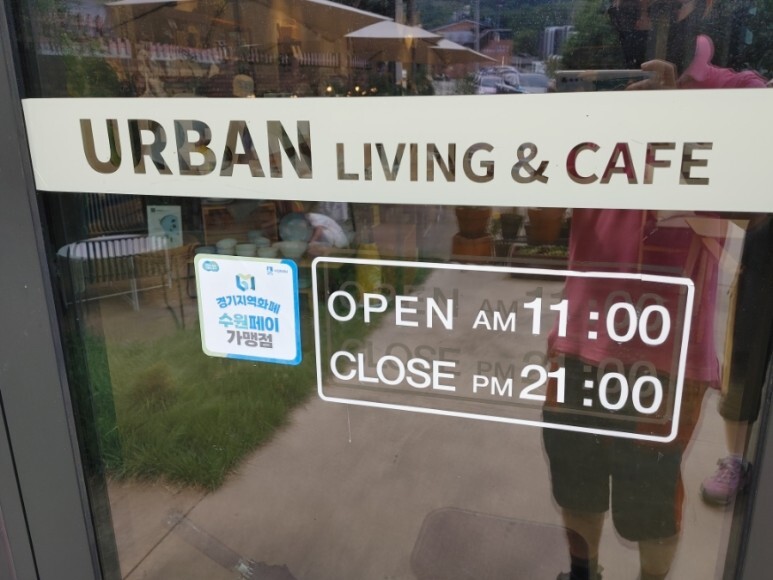 URBAN LIVING & CAFE
경기지역화폐
수원페이
가맹점
OPEN AM 11:00
CLOSE PM 21:00